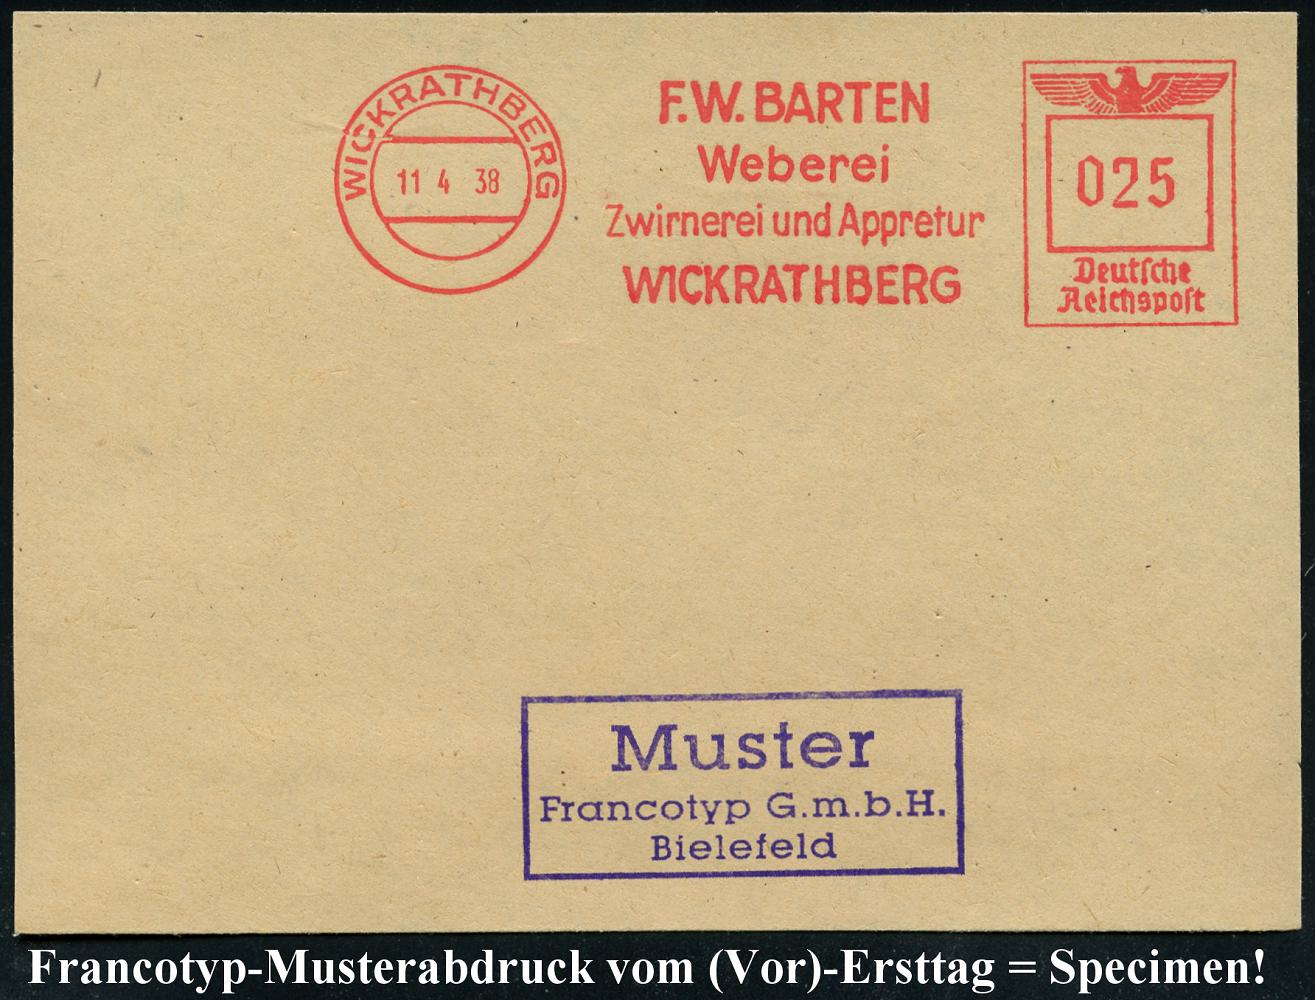 WICKRATHBERG
11 4 38
F.W. BARTEN
Weberei
Zwirnerei und Appretur
WICKRATHBERG
025
Deutsche
Reichspost
Muster
Francotyp G.m.b.H.
Bielefeld
Francotyp-Musterabdruck vom (Vor)-Ersttag = Specimen!